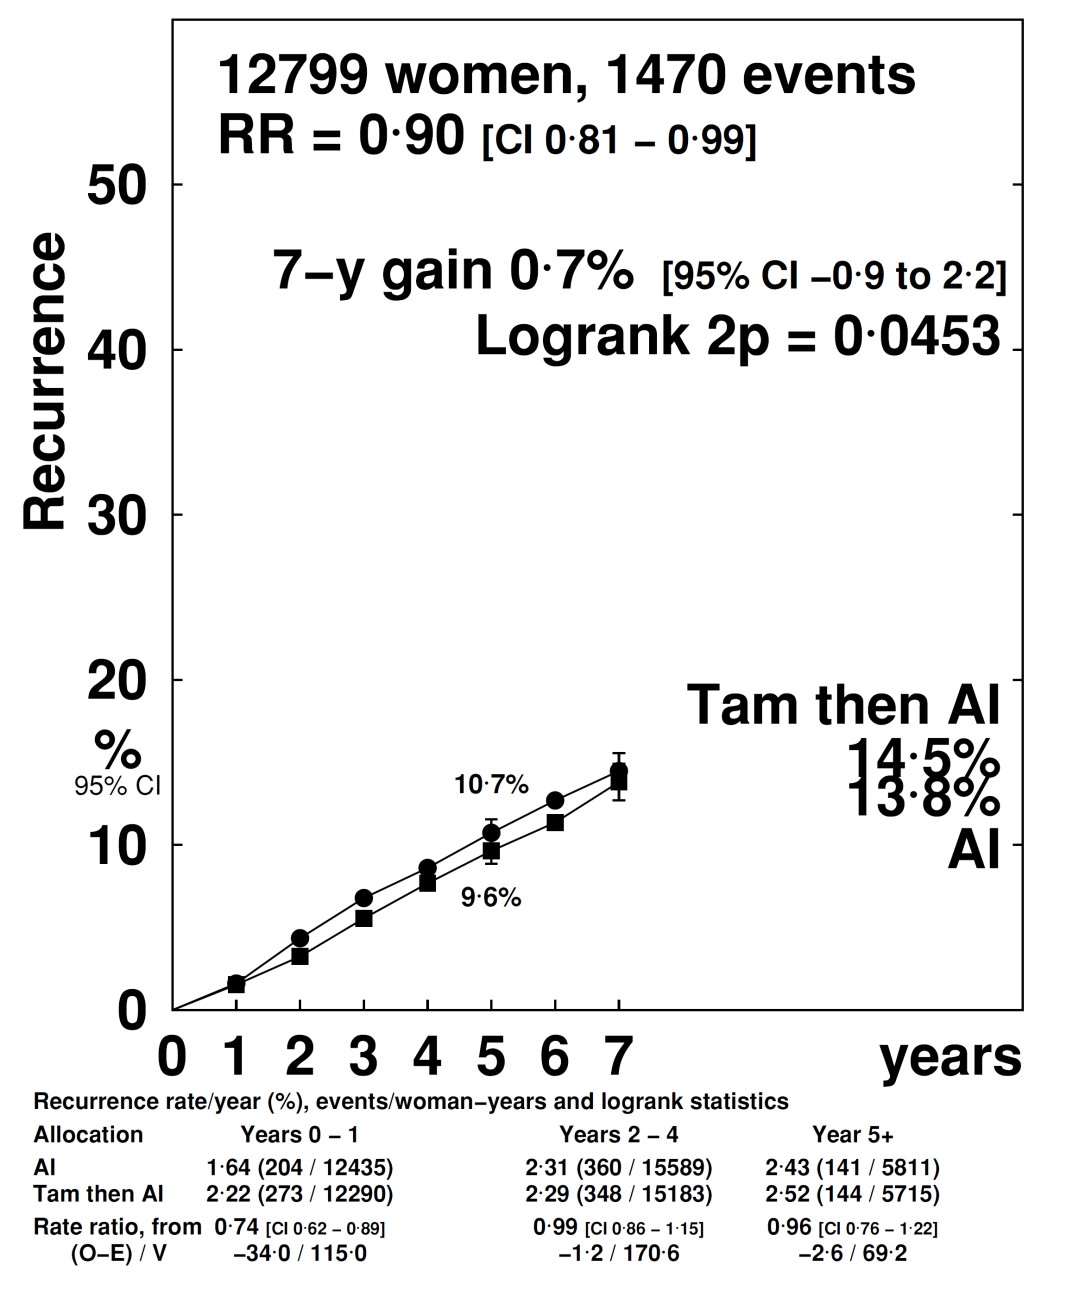 12799 women, 1470 events
RR = 0·90 [CI 0·81 – 0·99]
50
7–y gain 0·7% [95% CI –0·9 to 2·2]
Logrank 2p = 0·0453
40
Recurrence
30
20
Tam then AI
14·5%
%
95% CI
10·7%
13·8%
10
AI
9·6%
0
0 1 2 3 4 5 6 7 years
Recurrence rate/year (%), events/woman–years and logrank statistics
Allocation Years 0 – 1 Years 2 – 4 Year 5+
AI 1·64 (204 / 12435) 2·31 (360 / 15589) 2·43 (141 / 5811)
Tam then AI 2·22 (273 / 12290) 2·29 (348 / 15183) 2·52 (144 / 5715)
Rate ratio, from 0·74 [CI 0·62 – 0·89] 0·99 [CI 0·86 – 1·15] 0·96 [CI 0·76 – 1·22]
(O–E) / V –34·0 / 115·0 –1·2 / 170·6 –2·6 / 69·2